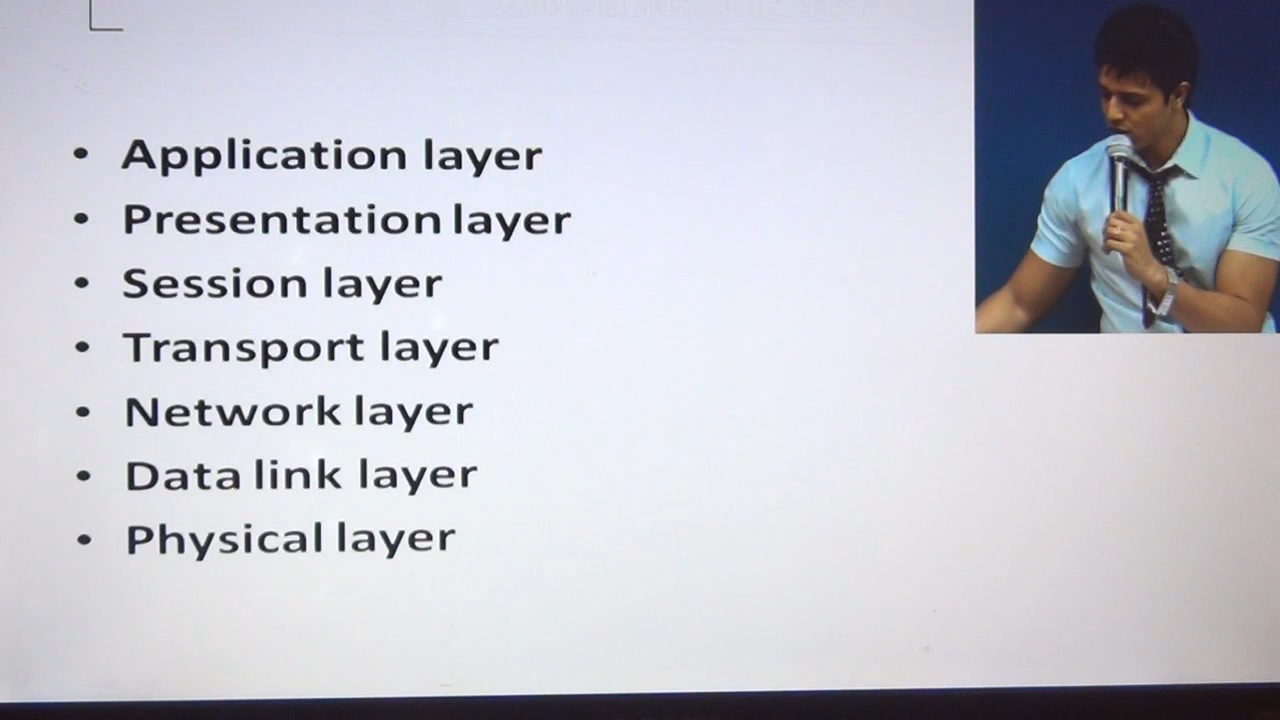 • Application layer
• Presentation layer
• Session layer
• Transport layer
• Network layer
• Data link layer
• Physical layer